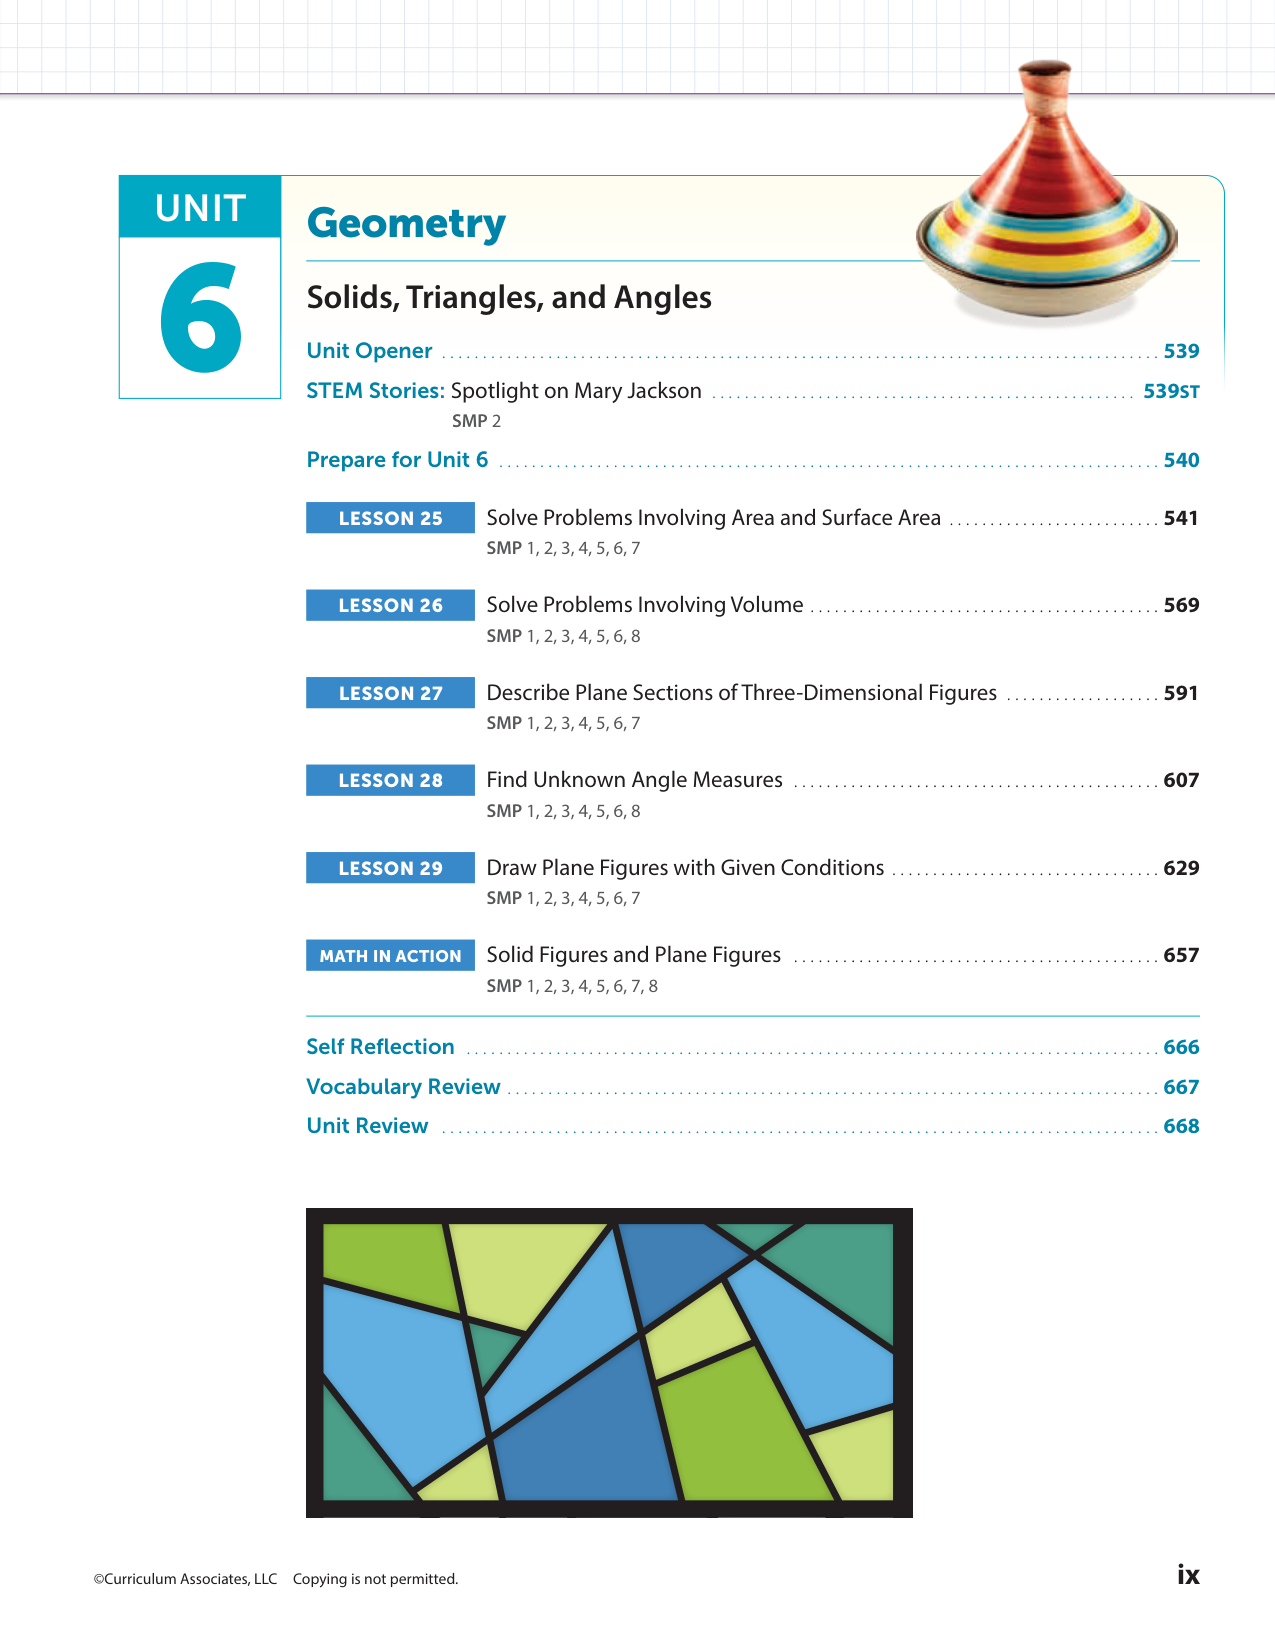 UNIT
6
Geometry
Solids, Triangles, and Angles
Unit Opener 539
STEM Stories: Spotlight on Mary Jackson 539ST
SMP 2
Prepare for Unit 6 540
LESSON 25 Solve Problems Involving Area and Surface Area 541
SMP 1, 2, 3, 4, 5, 6, 7
LESSON 26 Solve Problems Involving Volume 569
SMP 1, 2, 3, 4, 5, 6, 8
LESSON 27 Describe Plane Sections of Three-Dimensional Figures 591
SMP 1, 2, 3, 4, 5, 6, 7
LESSON 28 Find Unknown Angle Measures 607
SMP 1, 2, 3, 4, 5, 6, 8
LESSON 29 Draw Plane Figures with Given Conditions 629
SMP 1, 2, 3, 4, 5, 6, 7
MATH IN ACTION Solid Figures and Plane Figures 657
SMP 1, 2, 3, 4, 5, 6, 7, 8
Self Reflection 666
Vocabulary Review 667
Unit Review 668
©Curriculum Associates, LLC Copying is not permitted.
ix